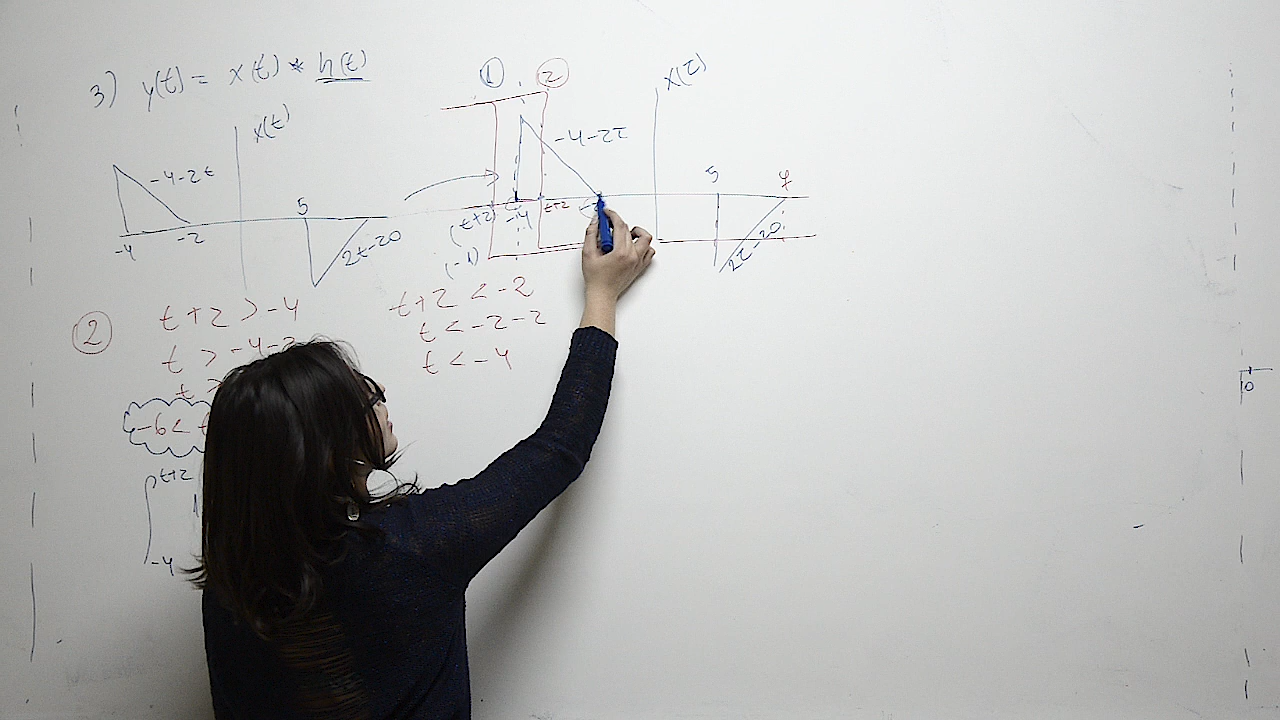 3) y(t) = x(t) * h(t)
x(t)
-4-2t
-4
-2
5
2t-20
① ②
x(τ)
-4-2τ
(t+2)
-4
t+2
(-1)
5
7
2τ-20
②
t+2 > -4
t > -4-2
t >
-6 < t
t+2
-4
t+2 < -2
t < -2-2
t < -4